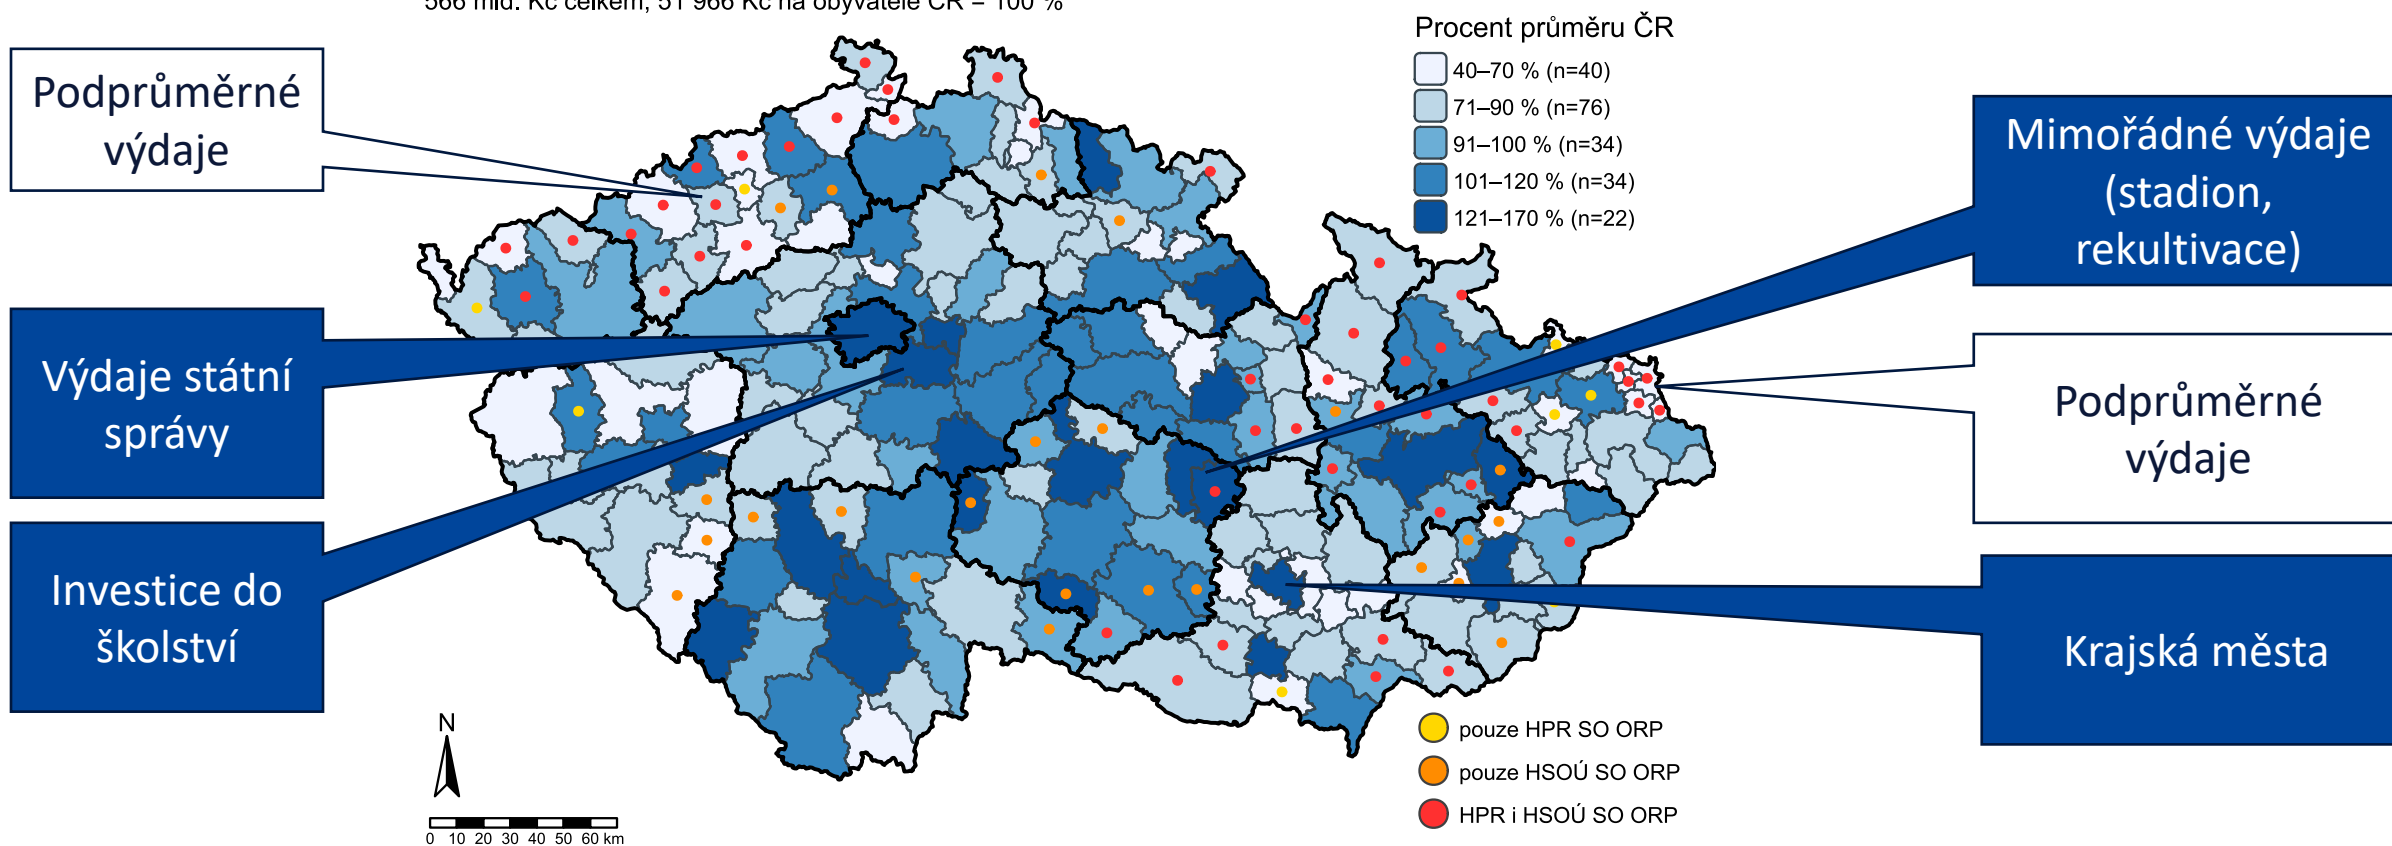 566 mld. Kč celkem, 51 966 Kč na obyvatele ČR = 100 %
Procent průměru ČR
40–70 % (n=40)
71–90 % (n=76)
91–100 % (n=34)
101–120 % (n=34)
121–170 % (n=22)
Podprůměrné
výdaje
Výdaje státní
správy
Investice do
školství
Mimořádné výdaje
(stadion,
rekultivace)
Podprůměrné
výdaje
Krajská města
pouze HPR SO ORP
pouze HSOÚ SO ORP
HPR i HSOÚ SO ORP
N
0 10 20 30 40 50 60 km